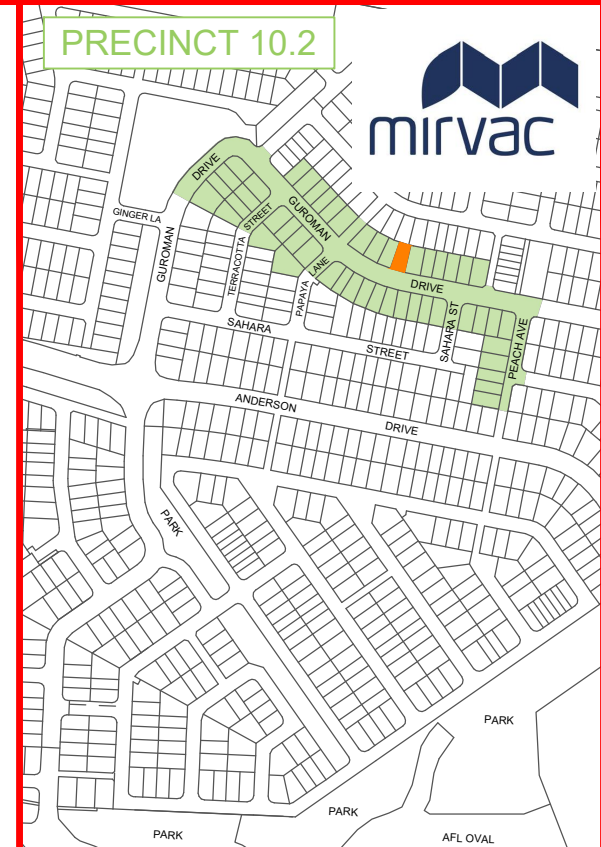 PRECINCT 10.2
mirvac
DRIVE
GINGER LA
GUROMAN
STREET
TERRACOTTA
GUROMAN
LANE
PAPAYA
DRIVE
SAHARA ST
PEACH AVE
SAHARA
STREET
ANDERSON
DRIVE
PARK
PARK
PARK
PARK
AFL OVAL